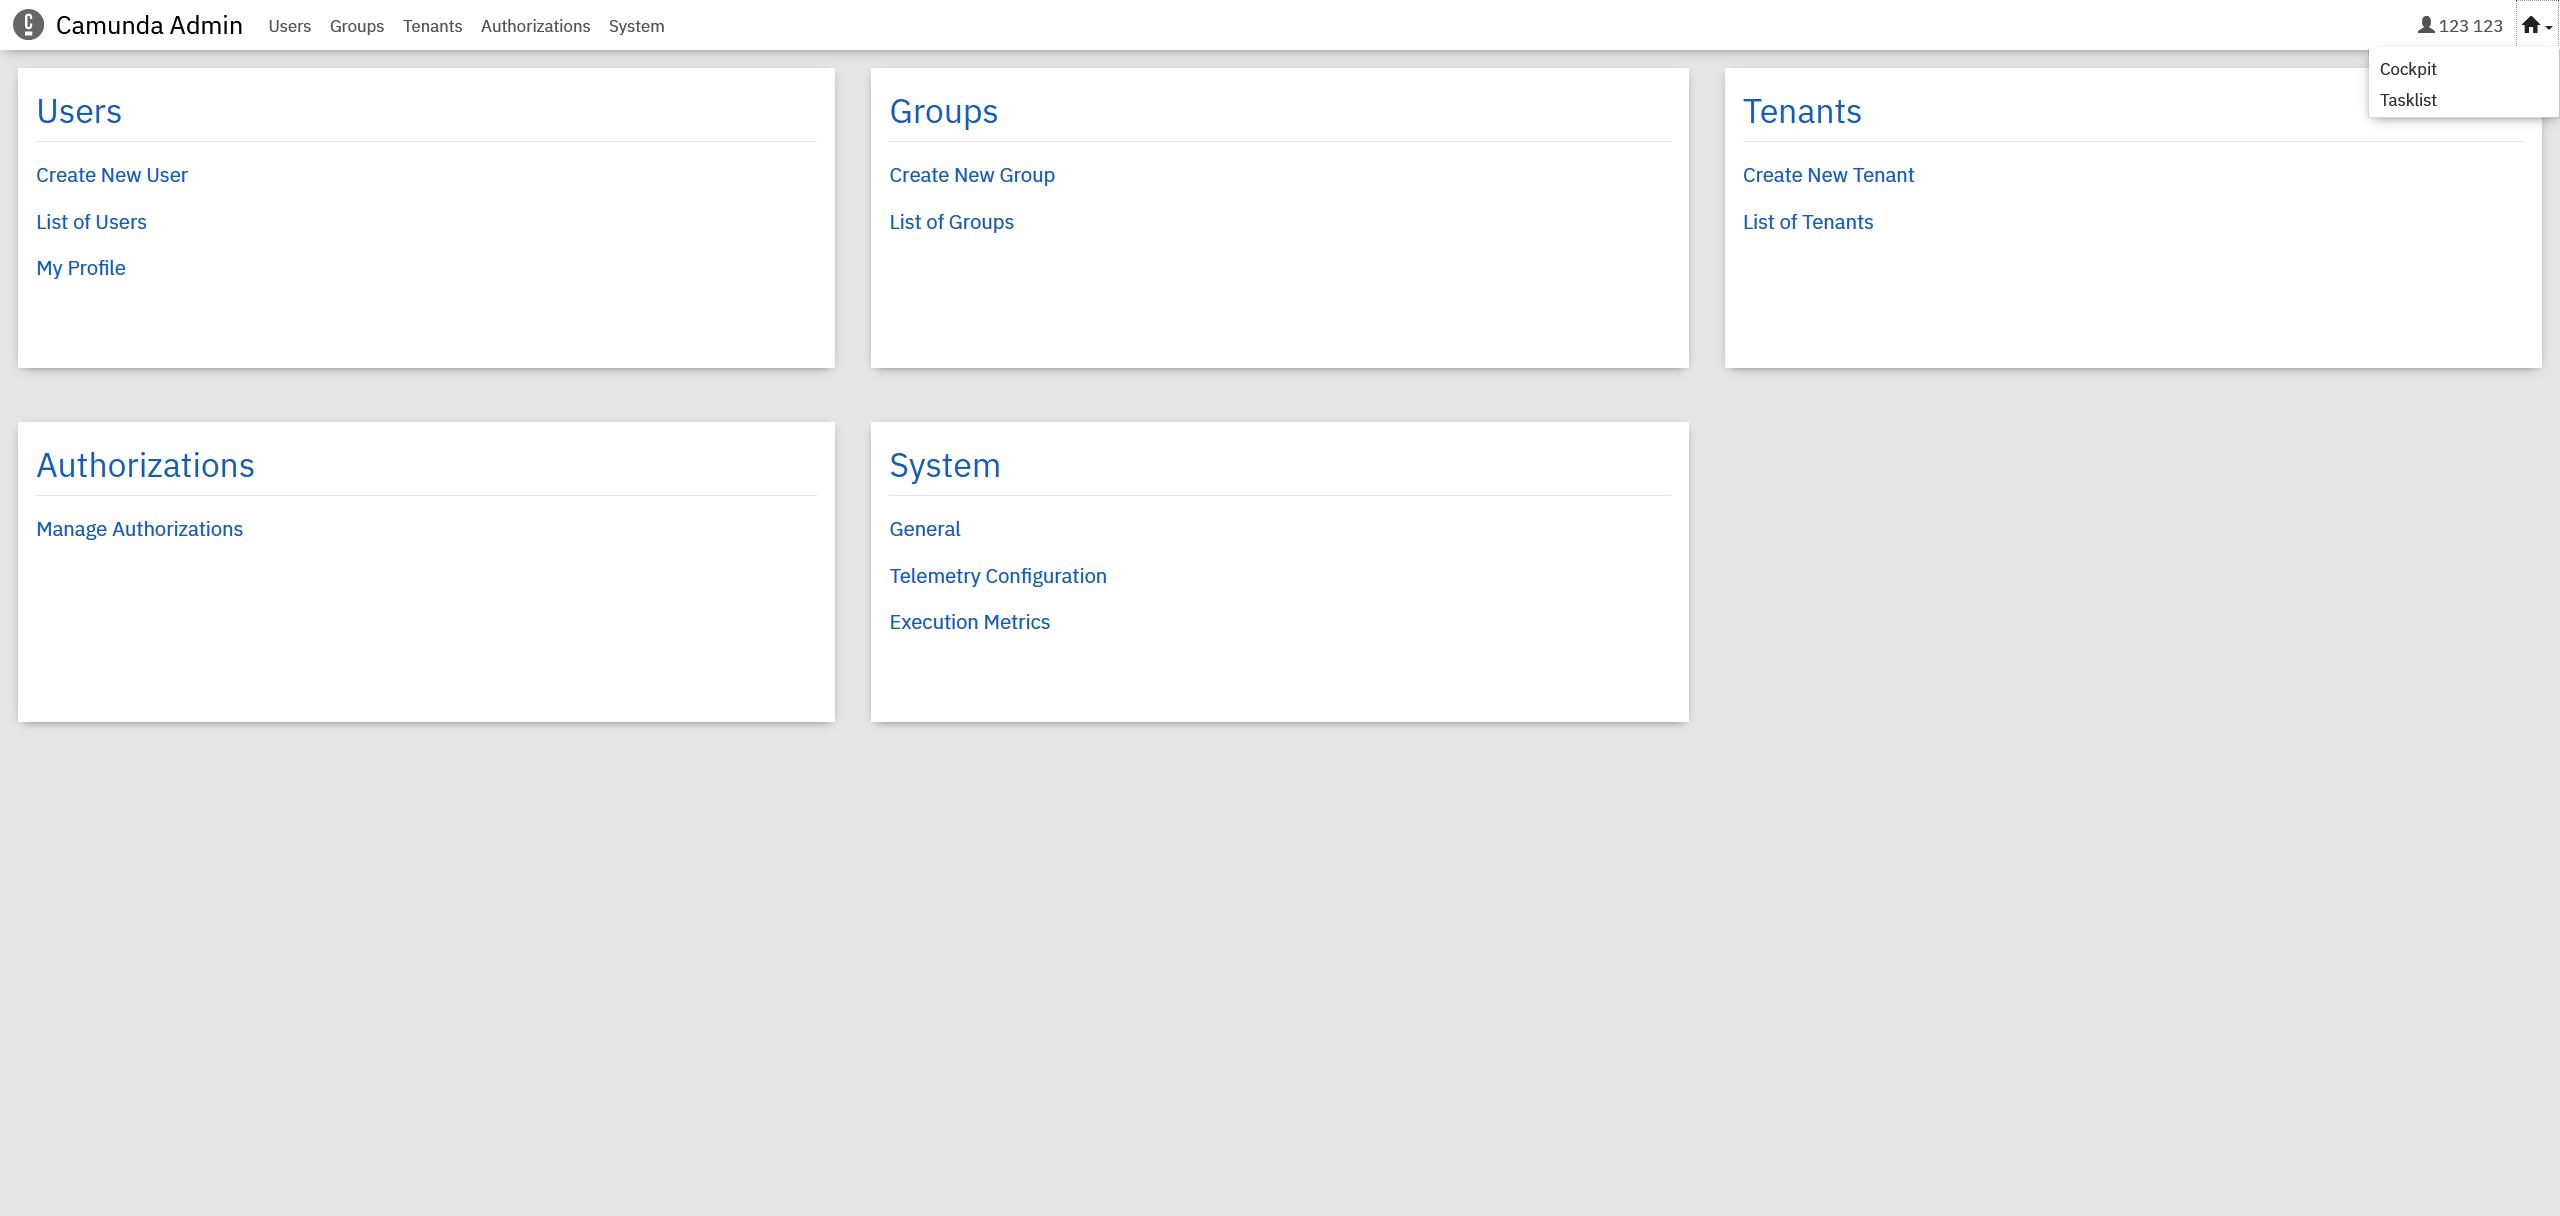 Camunda Admin Users Groups Tenants Authorizations System 123 123
Cockpit
Tasklist
Users
Create New User
List of Users
My Profile
Groups
Create New Group
List of Groups
Tenants
Create New Tenant
List of Tenants
Authorizations
Manage Authorizations
System
General
Telemetry Configuration
Execution Metrics